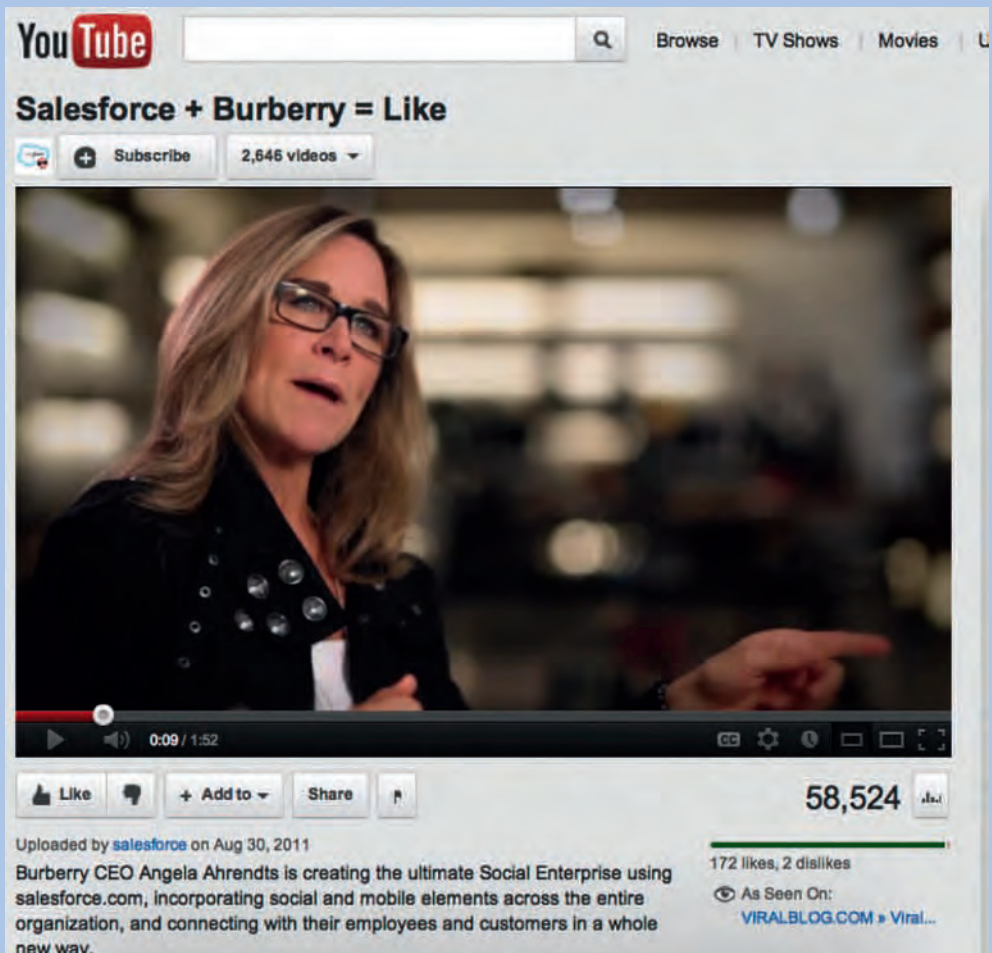 YouTube Browse TV Shows Movies U
Salesforce + Burberry = Like
Subscribe 2,646 videos
0:09 / 1:52 CC
Like + Add to Share 58,524
Uploaded by salesforce on Aug 30, 2011
Burberry CEO Angela Ahrendts is creating the ultimate Social Enterprise using
salesforce.com, incorporating social and mobile elements across the entire
organization, and connecting with their employees and customers in a whole
new way.
172 likes, 2 dislikes
As Seen On:
VIRALBLOG.COM » Viral...